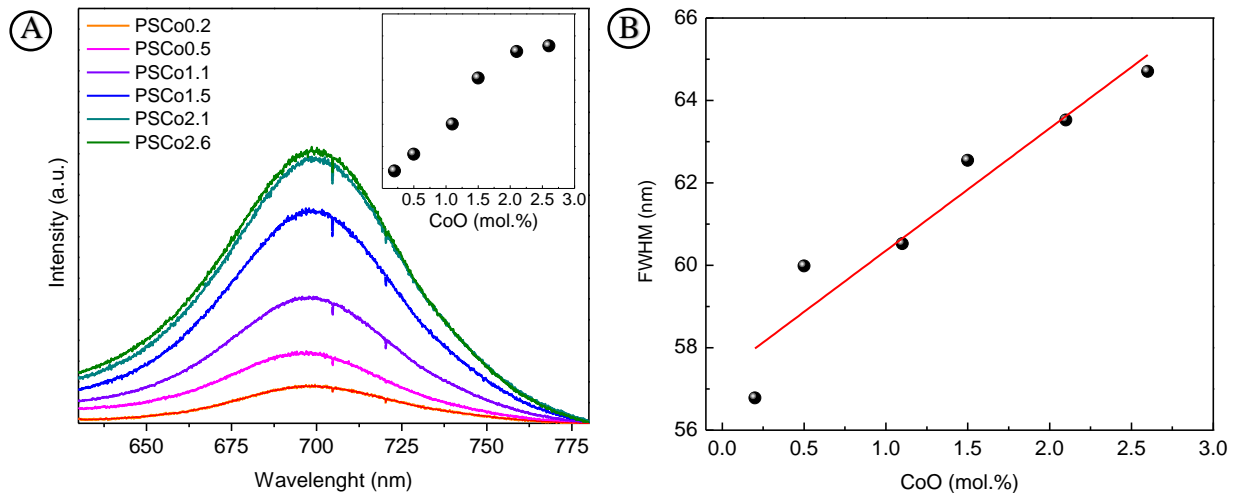 A
PSCo0.2
PSCo0.5
PSCo1.1
PSCo1.5
PSCo2.1
PSCo2.6
0.5 1.0 1.5 2.0 2.5 3.0
CoO (mol.%)
Intensity (a.u.)
650 675 700 725 750 775
Wavelenght (nm)
B
66
64
62
60
58
56
FWHM (nm)
0.0 0.5 1.0 1.5 2.0 2.5 3.0
CoO (mol.%)